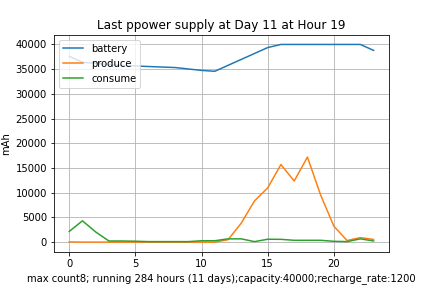 Last ppower supply at Day 11 at Hour 19
battery
produce
consume
mAh
40000
35000
30000
25000
20000
15000
10000
5000
0
0 5 10 15 20
max count8; running 284 hours (11 days);capacity:40000;recharge_rate:1200